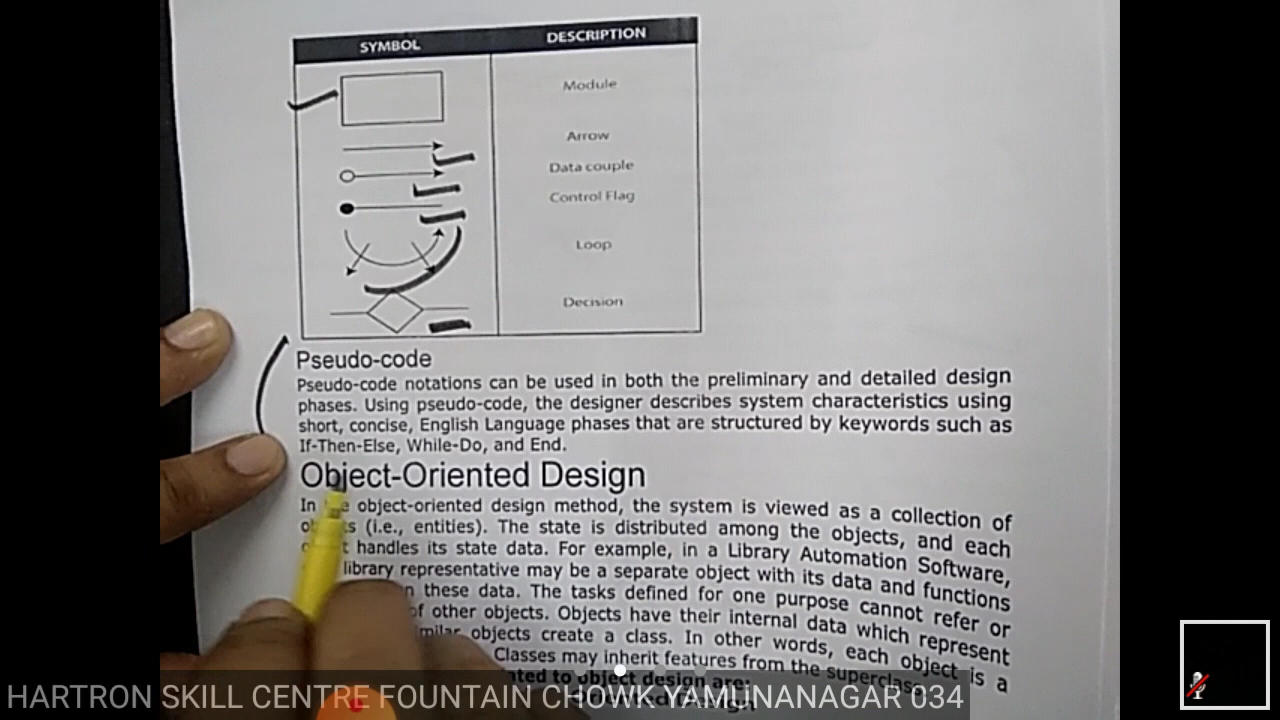 SYMBOL DESCRIPTION
Module
Arrow
Data couple
Control Flag
Loop
Decision
Pseudo-code
Pseudo-code notations can be used in both the preliminary and detailed design
phases. Using pseudo-code, the designer describes system characteristics using
short, concise, English Language phases that are structured by keywords such as
If-Then-Else, While-Do, and End.
Object-Oriented Design
In object-oriented design method, the system is viewed as a collection of
(i.e., entities). The state is distributed among the objects, and each
handles its state data. For example, in a Library Automation Software,
library representative may be a separate object with its data and functions
these data. The tasks defined for one purpose cannot refer or
of other objects. Objects have their internal data which represent
objects create a class. In other words, each object is a
Classes may inherit features from the superclass.
to object design are:
HARTRON SKILL CENTRE FOUNTAIN CHOWK YAMUNANAGAR 034